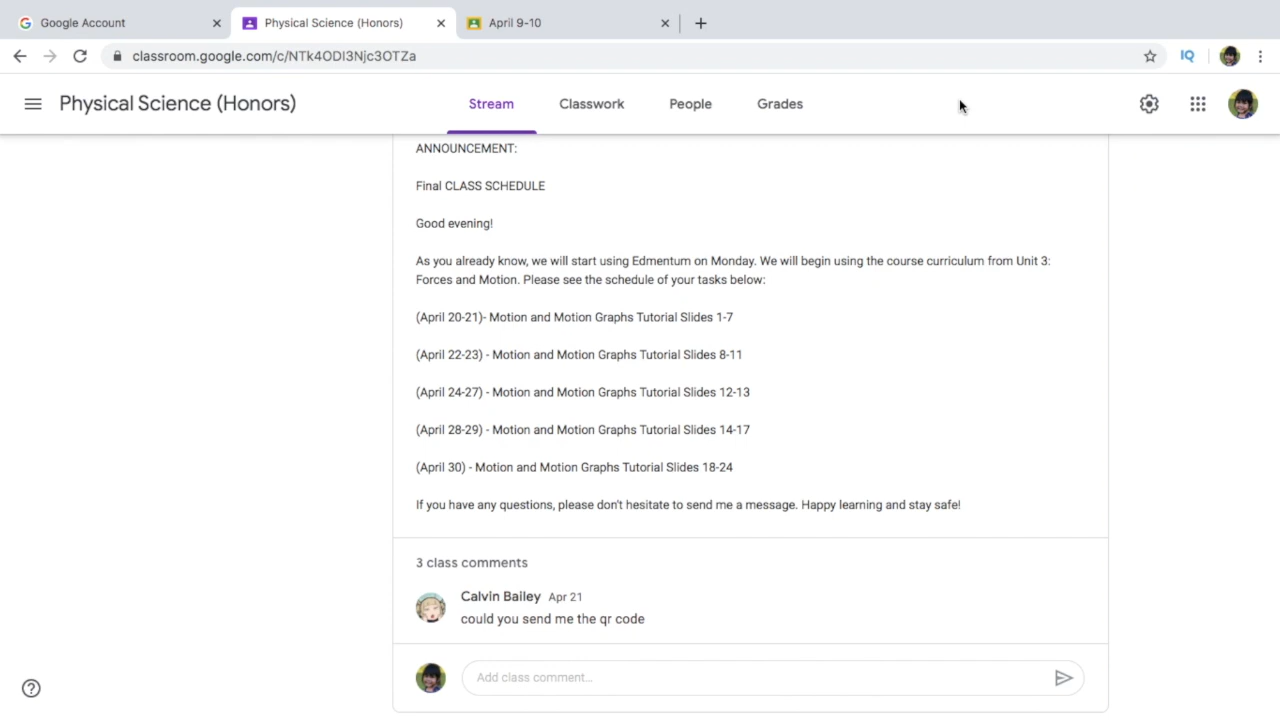 Google Account
Physical Science (Honors)
April 9-10
classroom.google.com/c/NTk4ODI3Njc3OTZa
IQ
Physical Science (Honors)
Stream
Classwork
People
Grades
ANNOUNCEMENT:
Final CLASS SCHEDULE
Good evening!
As you already know, we will start using Edmentum on Monday. We will begin using the course curriculum from Unit 3:
Forces and Motion. Please see the schedule of your tasks below:
(April 20-21)- Motion and Motion Graphs Tutorial Slides 1-7
(April 22-23) - Motion and Motion Graphs Tutorial Slides 8-11
(April 24-27) - Motion and Motion Graphs Tutorial Slides 12-13
(April 28-29) - Motion and Motion Graphs Tutorial Slides 14-17
(April 30) - Motion and Motion Graphs Tutorial Slides 18-24
If you have any questions, please don't hesitate to send me a message. Happy learning and stay safe!
3 class comments
Calvin Bailey Apr 21
could you send me the qr code
Add class comment...